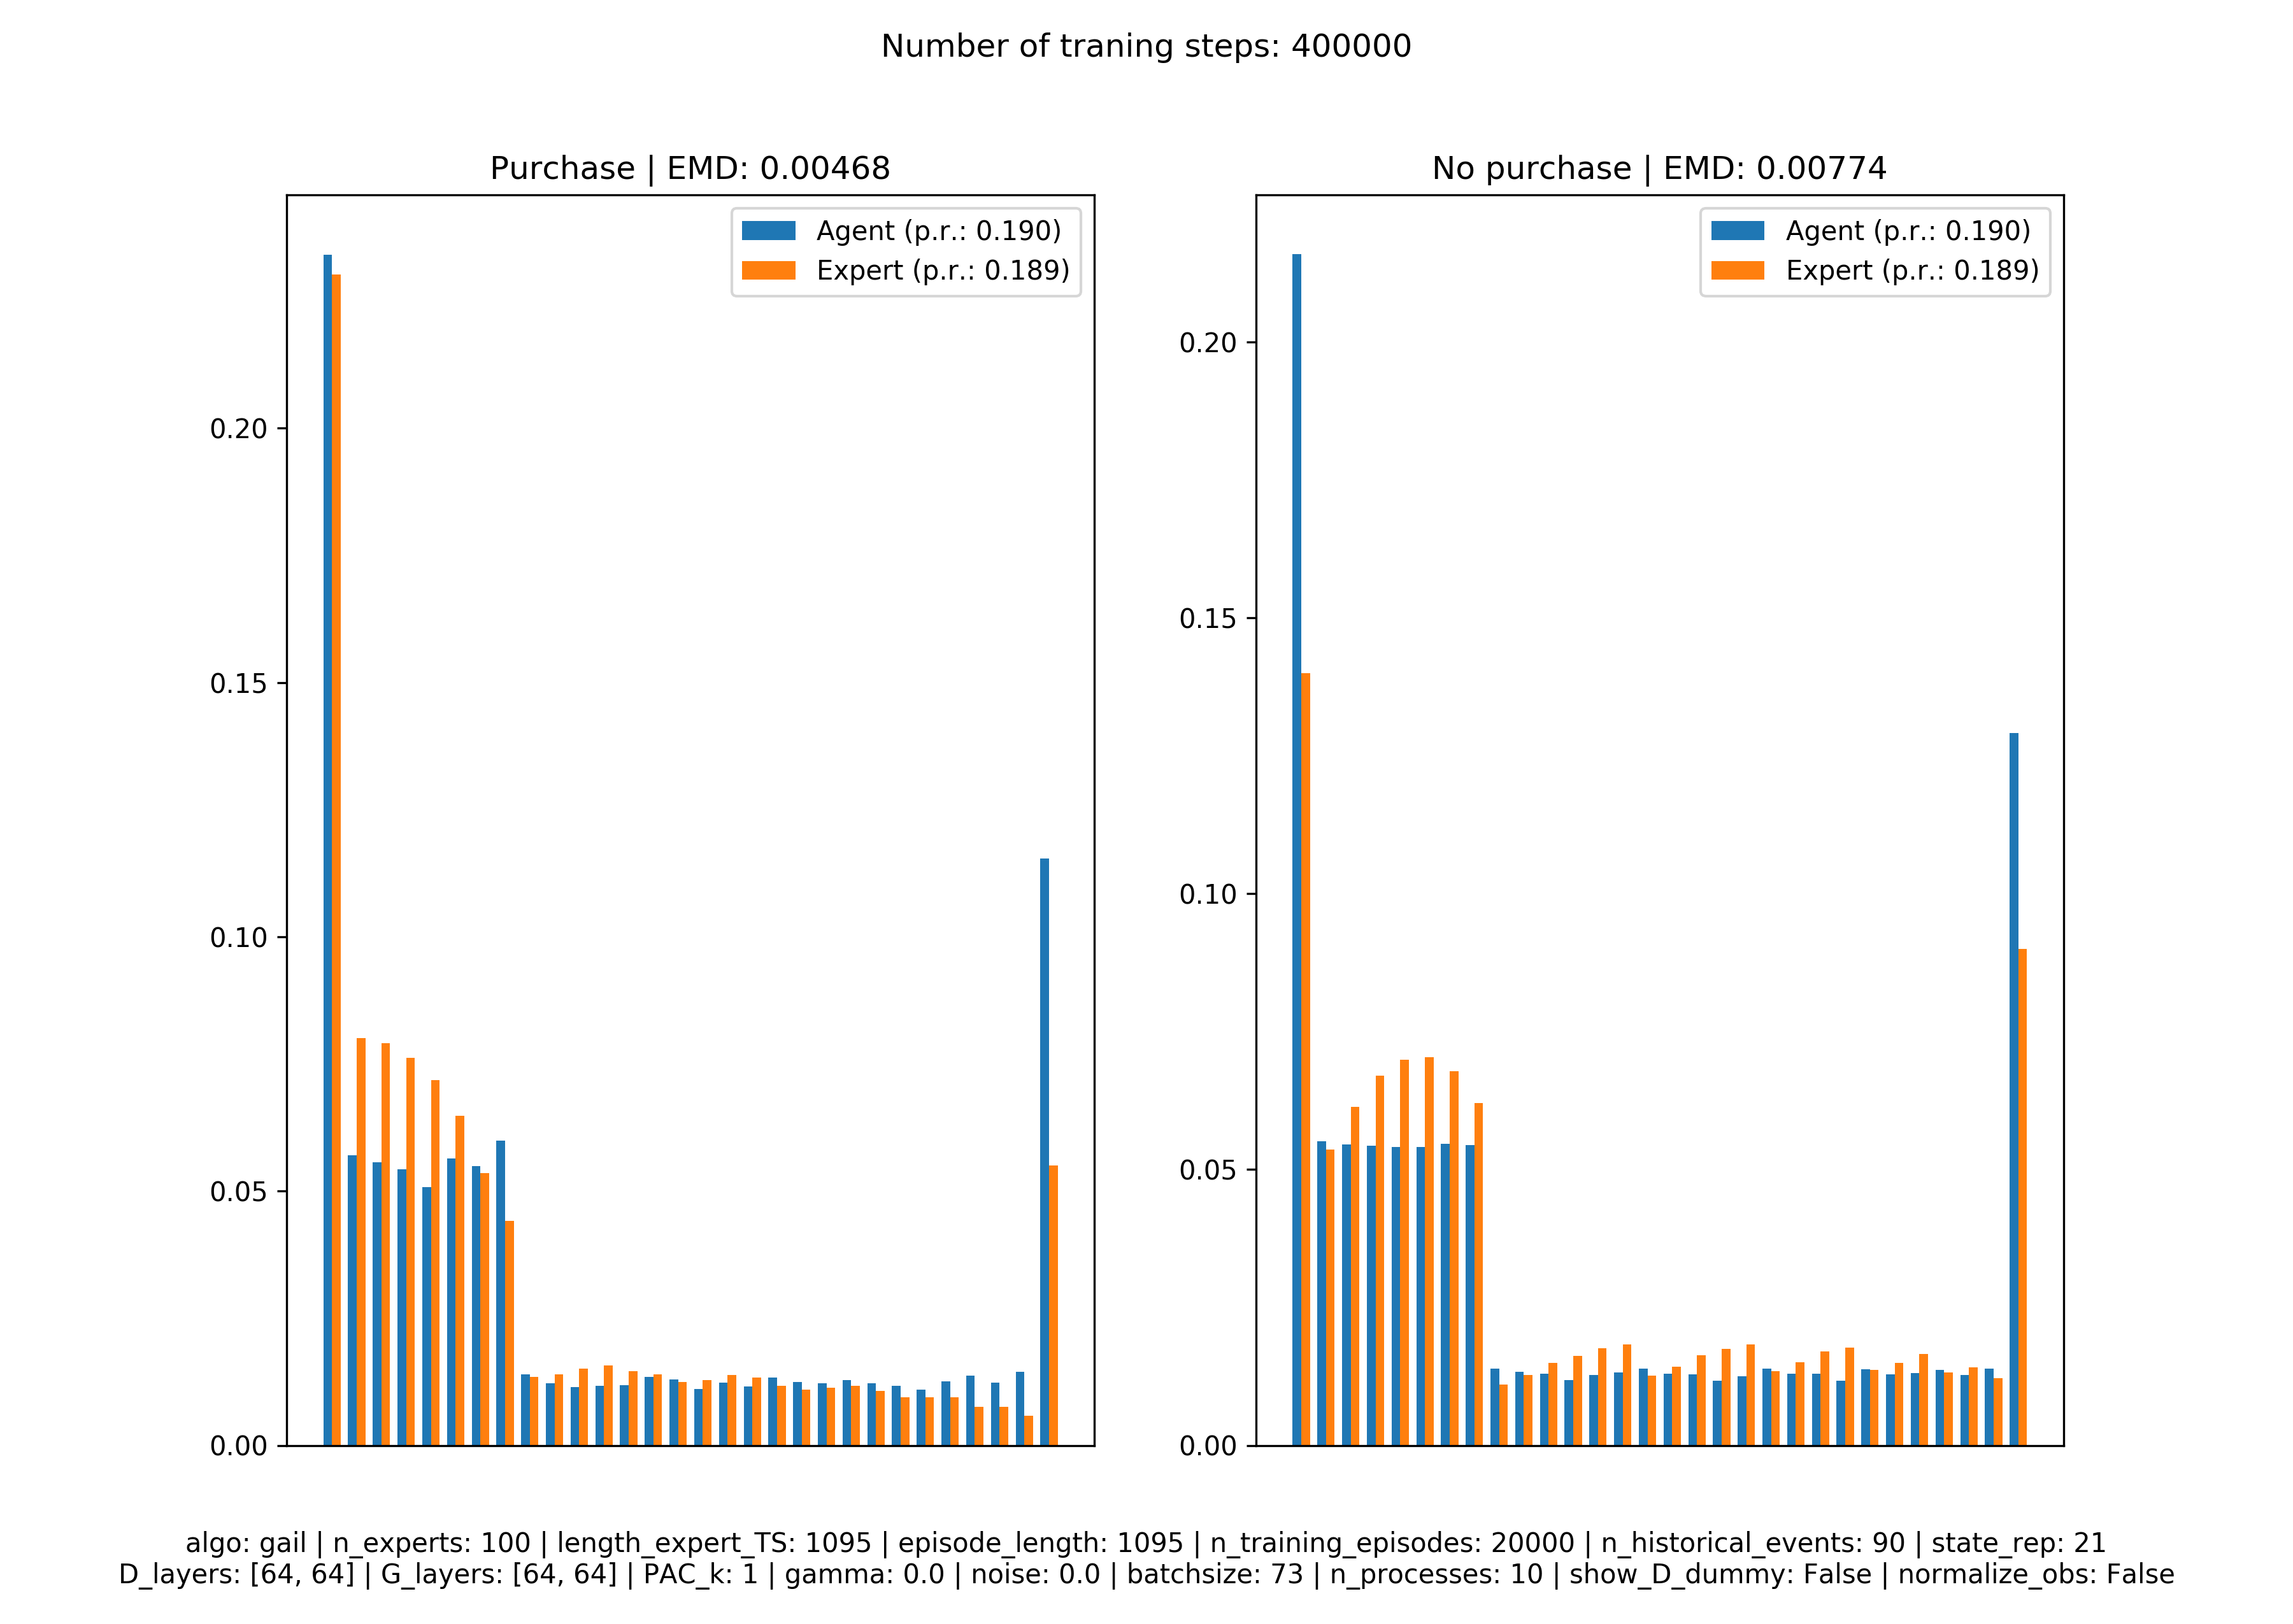 Number of traning steps: 400000
Purchase | EMD: 0.00468
Agent (p.r.: 0.190)
Expert (p.r.: 0.189)
0.20
0.15
0.10
0.05
0.00
No purchase | EMD: 0.00774
Agent (p.r.: 0.190)
Expert (p.r.: 0.189)
0.20
0.15
0.10
0.05
0.00
algo: gail | n_experts: 100 | length_expert_TS: 1095 | episode_length: 1095 | n_training_episodes: 20000 | n_historical_events: 90 | state_rep: 21
D_layers: [64, 64] | G_layers: [64, 64] | PAC_k: 1 | gamma: 0.0 | noise: 0.0 | batchsize: 73 | n_processes: 10 | show_D_dummy: False | normalize_obs: False